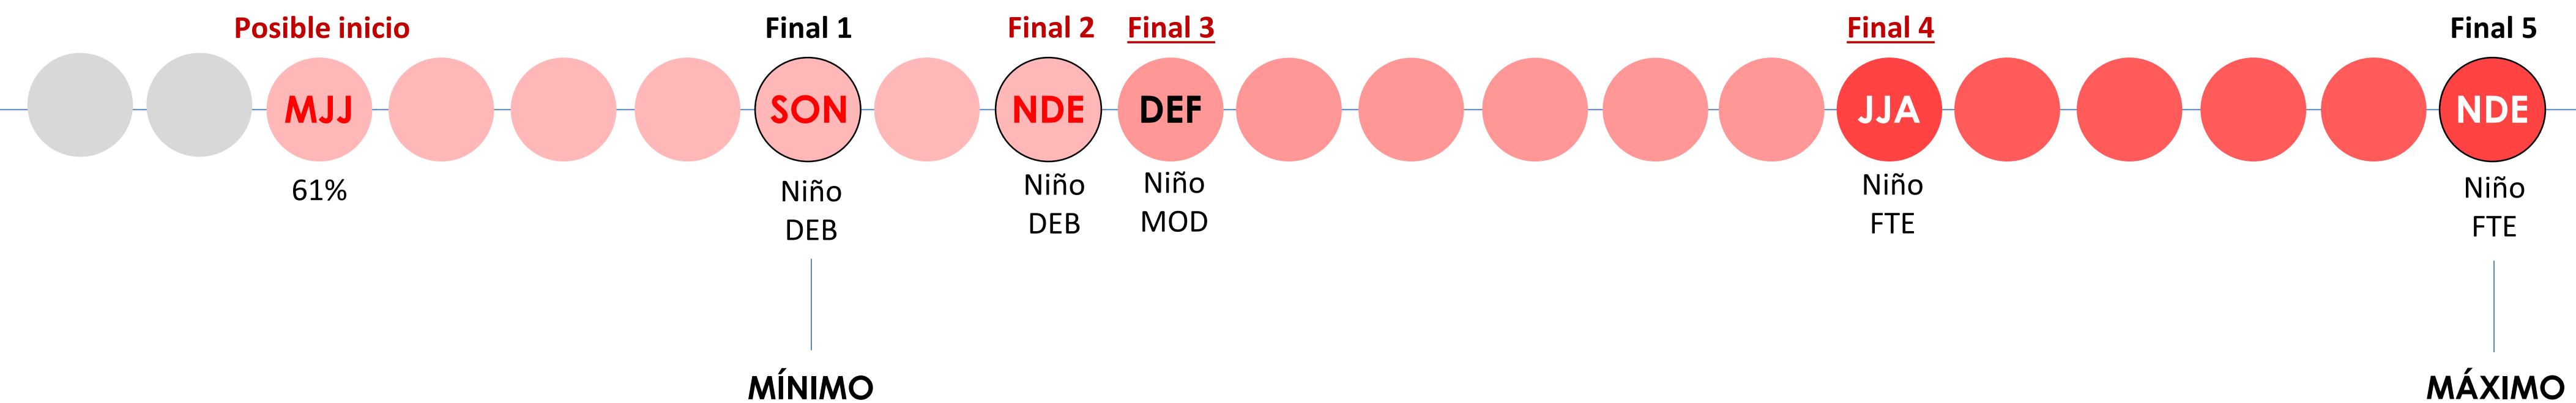 Posible inicio
Final 1
Final 2
Final 3
Final 4
Final 5
MJJ
SON
NDE
DEF
JJA
NDE
61%
Niño
DEB
Niño
DEB
Niño
MOD
Niño
FTE
Niño
FTE
MÍNIMO
MÁXIMO